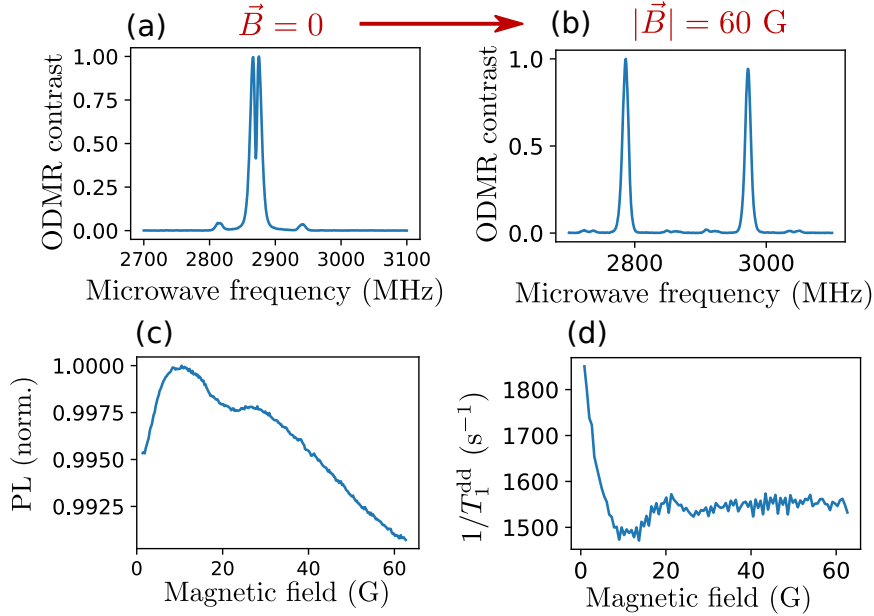 (a) B⃗ = 0 (b) |B⃗| = 60 G
ODMR contrast
1.00
0.75
0.50
0.25
0.00
2700 2800 2900 3000 3100
Microwave frequency (MHz)
ODMR contrast
1.0
0.5
0.0
2800 3000
Microwave frequency (MHz)
(c)
PL (norm.)
1.0000
0.9975
0.9950
0.9925
0 20 40 60
Magnetic field (G)
(d)
1/T₁ᵈᵈ (s⁻¹)
1800
1700
1600
1500
0 20 40 60
Magnetic field (G)